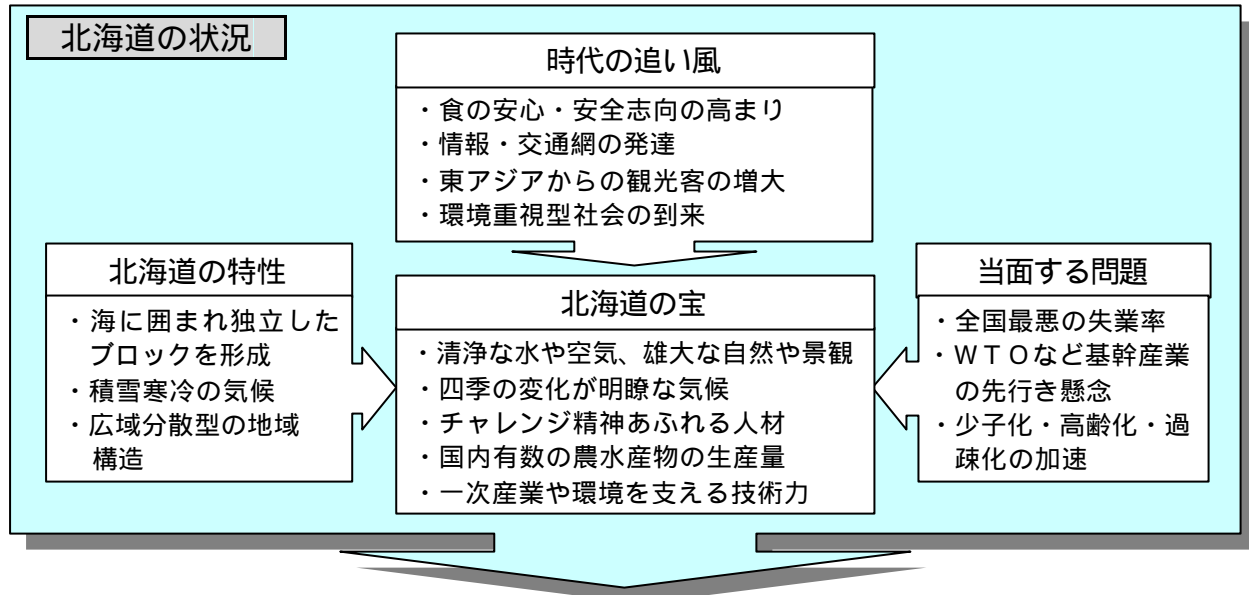 北海道の状況
時代の追い風
・食の安心・安全志向の高まり
・情報・交通網の発達
・東アジアからの観光客の増大
・環境重視型社会の到来
北海道の特性
・海に囲まれ独立した
ブロックを形成
・積雪寒冷の気候
・広域分散型の地域
構造
北海道の宝
・清浄な水や空気、雄大な自然や景観
・四季の変化が明瞭な気候
・チャレンジ精神あふれる人材
・国内有数の農水産物の生産量
・一次産業や環境を支える技術力
当面する問題
・全国最悪の失業率
・ＷＴＯなど基幹産業
の先行き懸念
・少子化・高齢化・過
疎化の加速